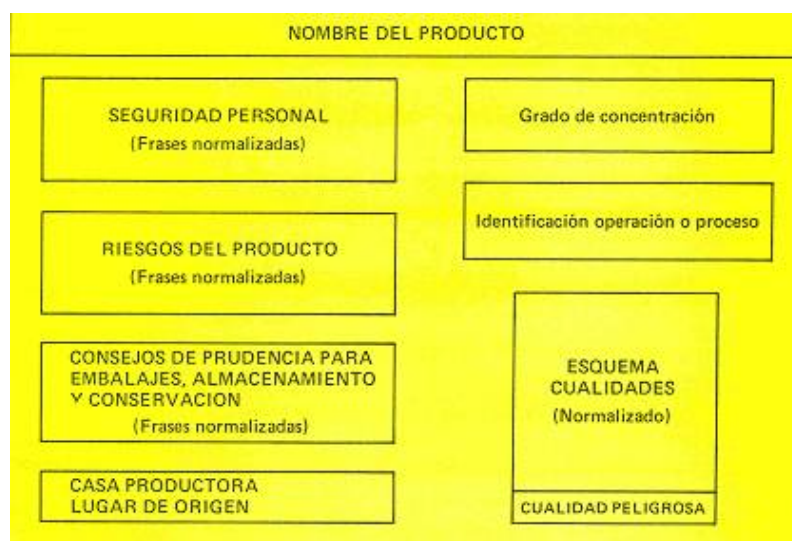 NOMBRE DEL PRODUCTO
SEGURIDAD PERSONAL
(Frases normalizadas)
RIESGOS DEL PRODUCTO
(Frases normalizadas)
CONSEJOS DE PRUDENCIA PARA
EMBALAJES, ALMACENAMIENTO
Y CONSERVACION
(Frases normalizadas)
CASA PRODUCTORA
LUGAR DE ORIGEN
Grado de concentración
Identificación operación o proceso
ESQUEMA
CUALIDADES
(Normalizado)
CUALIDAD PELIGROSA